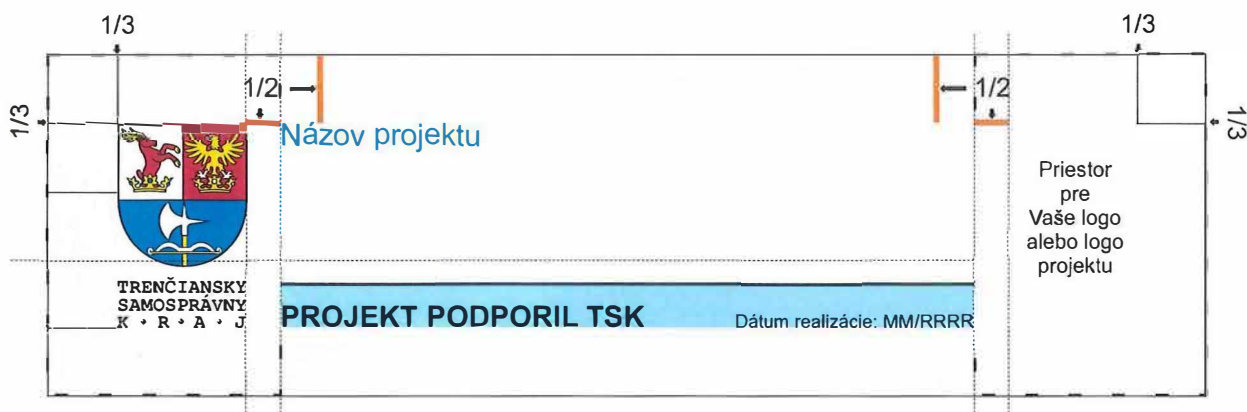 1/3
1/3
1/2
1/2
1/3
1/3
Názov projektu
Priestor
pre
Vaše logo
alebo logo
projektu
TRENČIANSKY
SAMOSPRÁVNY
K • R • A • J
PROJEKT PODPORIL TSK
Dátum realizácie: MM/RRRR